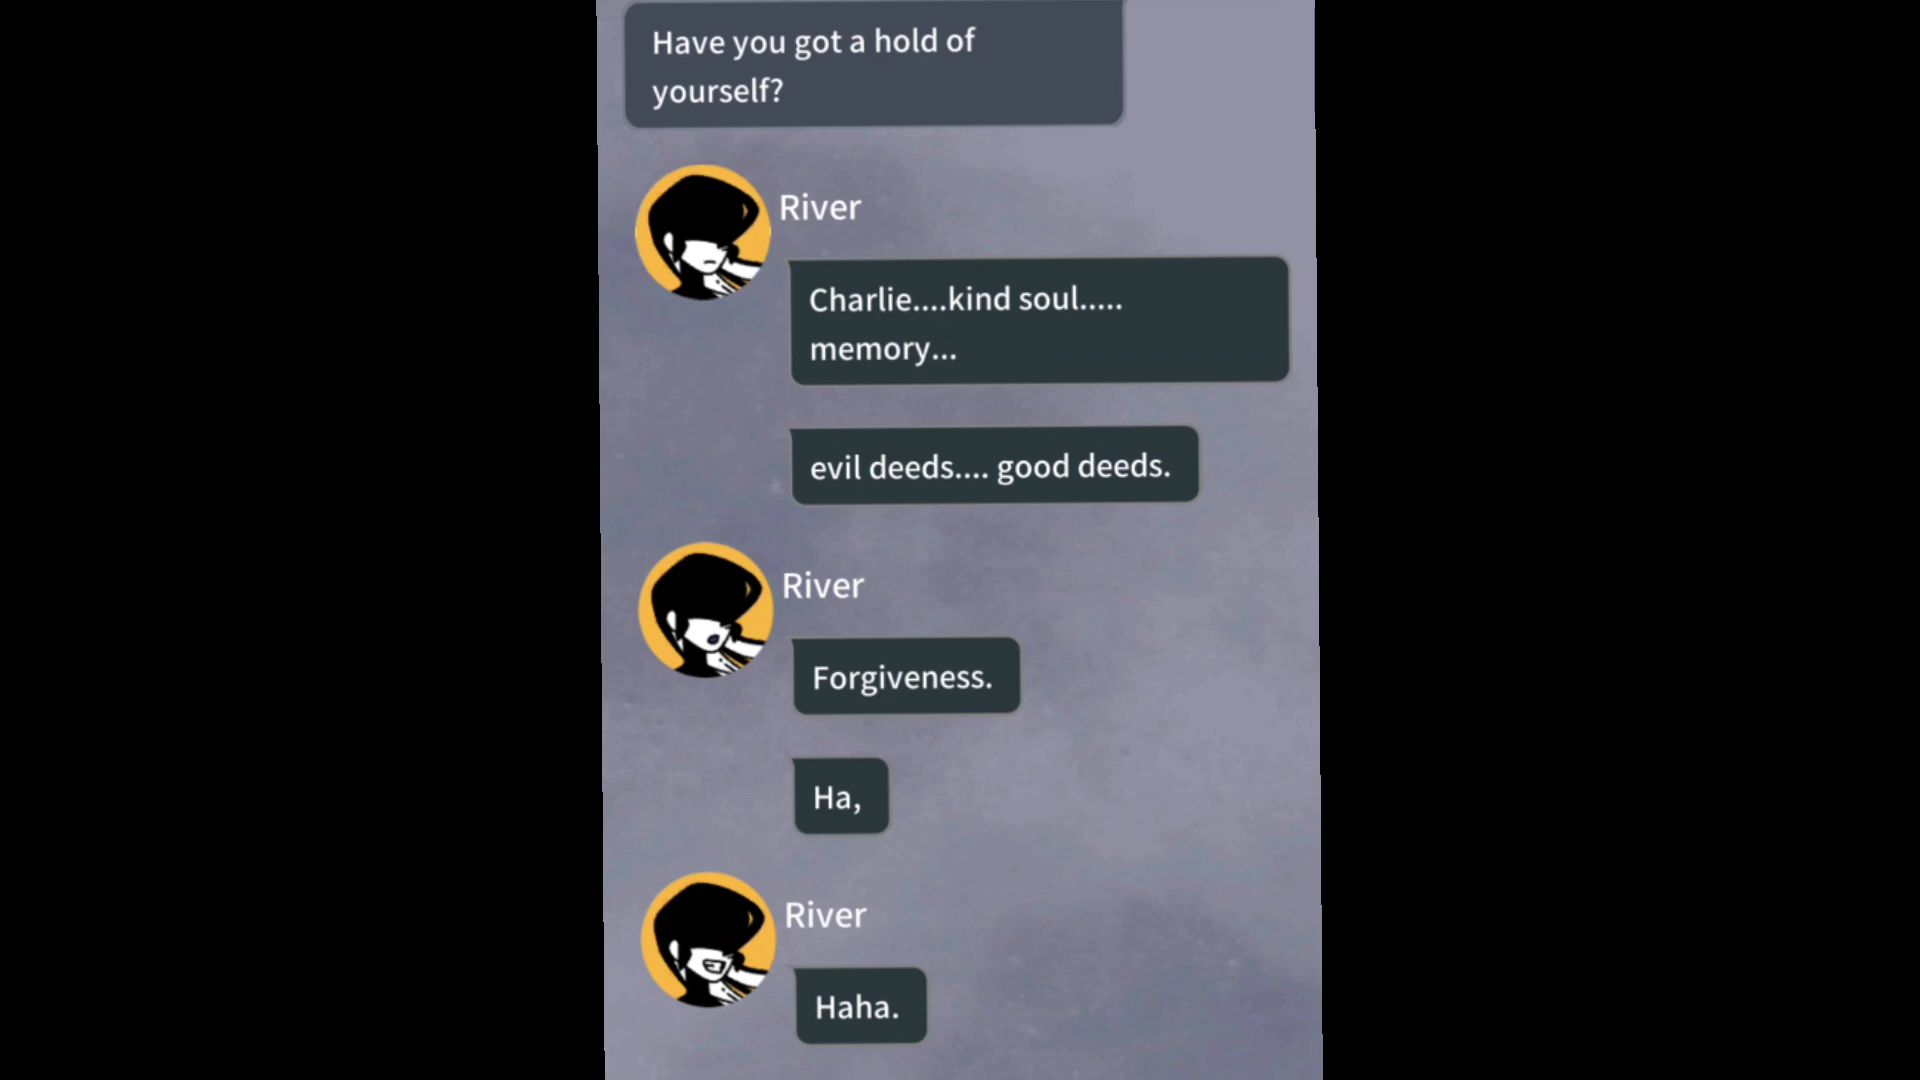 Have you got a hold of
yourself?
River
Charlie....kind soul.....
memory...
evil deeds.... good deeds.
River
Forgiveness.
Ha,
River
Haha.